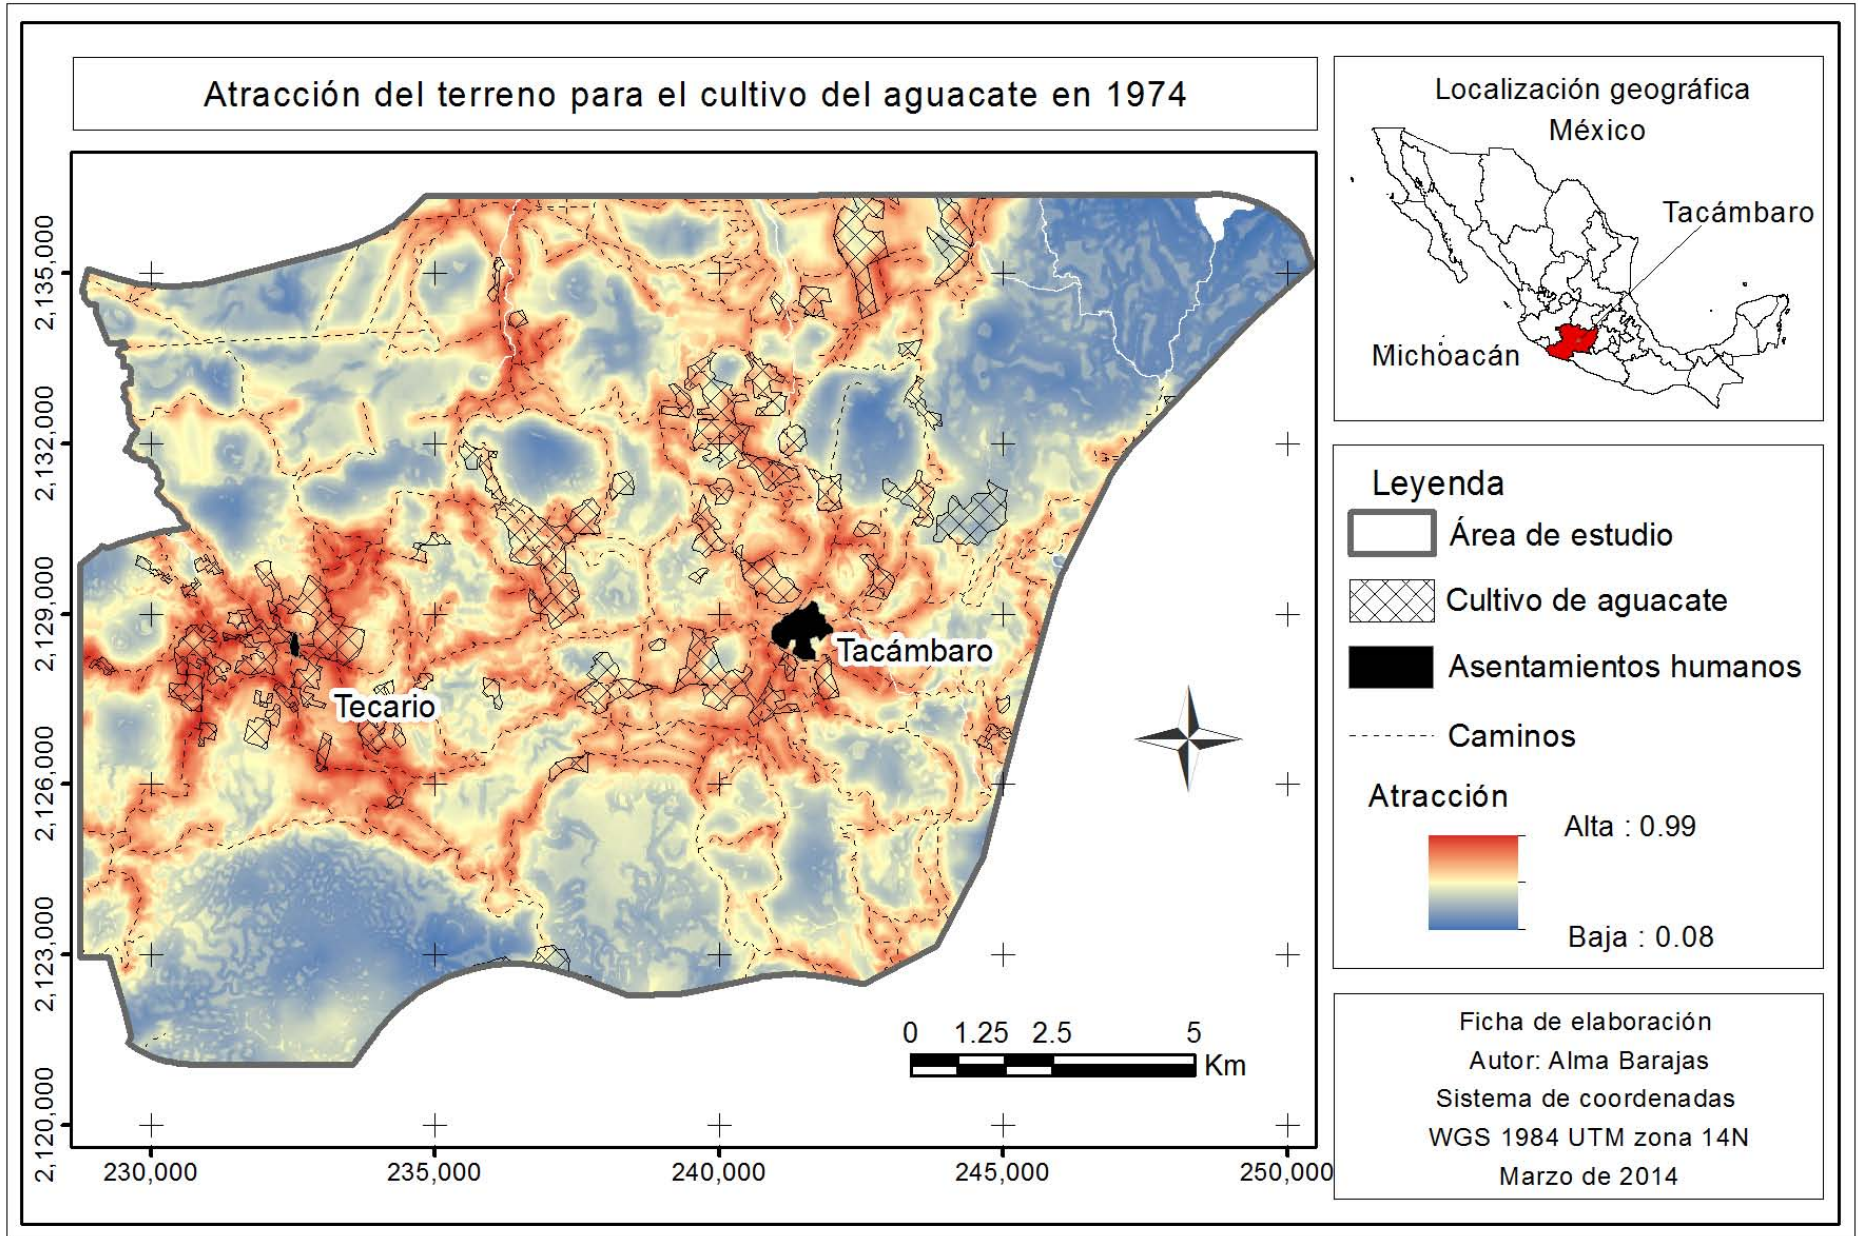 Atracción del terreno para el cultivo del aguacate en 1974
Localización geográfica
México
Tacámbaro
Michoacán
2,135,000
2,132,000
2,129,000
2,126,000
2,123,000
2,120,000
230,000
235,000
240,000
245,000
250,000
Tacámbaro
Tecario
0 1.25 2.5 5
Km
Leyenda
Área de estudio
Cultivo de aguacate
Asentamientos humanos
Caminos
Atracción
Alta : 0.99
Baja : 0.08
Ficha de elaboración
Autor: Alma Barajas
Sistema de coordenadas
WGS 1984 UTM zona 14N
Marzo de 2014